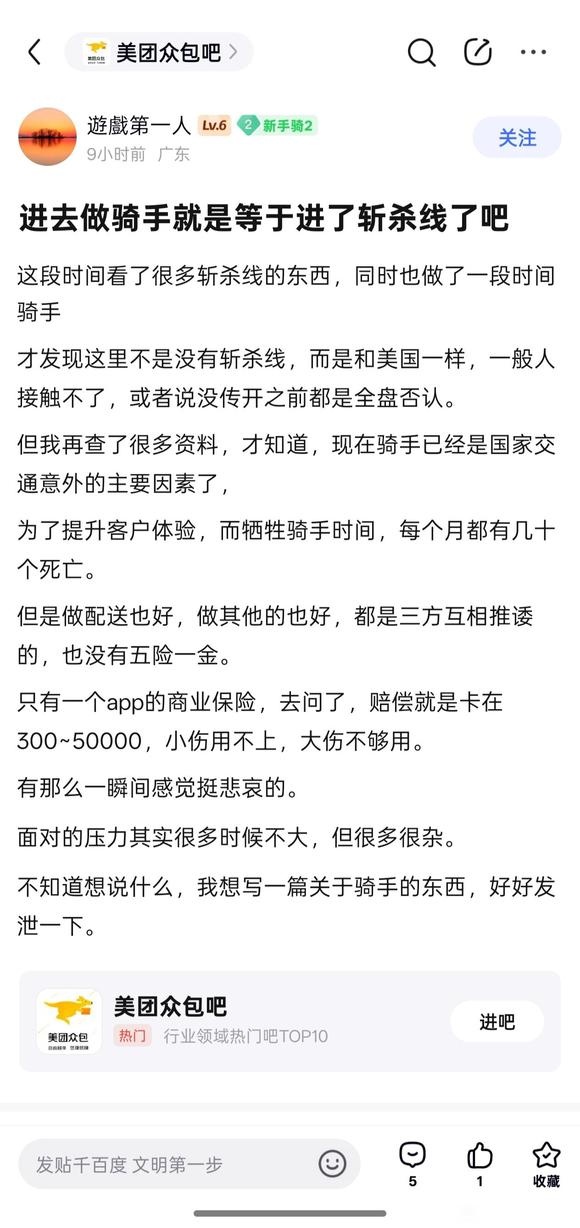 美团众包吧
遊戲第一人 Lv.6 2 新手骑2
9小时前 广东
关注
进去做骑手就是等于进了斩杀线了吧
这段时间看了很多斩杀线的东西，同时也做了一段时间
骑手
才发现这里不是没有斩杀线，而是和美国一样，一般人
接触不了，或者说没传开之前都是全盘否认。
但我再查了很多资料，才知道，现在骑手已经是国家交
通意外的主要因素了，
为了提升客户体验，而牺牲骑手时间，每个月都有几十
个死亡。
但是做配送也好，做其他的也好，都是三方互相推诿
的，也没有五险一金。
只有一个app的商业保险，去问了，赔偿就是卡在
300~50000，小伤用不上，大伤不够用。
有那么一瞬间感觉挺悲哀的。
面对的压力其实很多时候不大，但很多很杂。
不知道想说什么，我想写一篇关于骑手的东西，好好发
泄一下。
美团众包
美团众包吧
热门 行业领域热门吧TOP10
进吧
发贴千百度 文明第一步
5
1
收藏